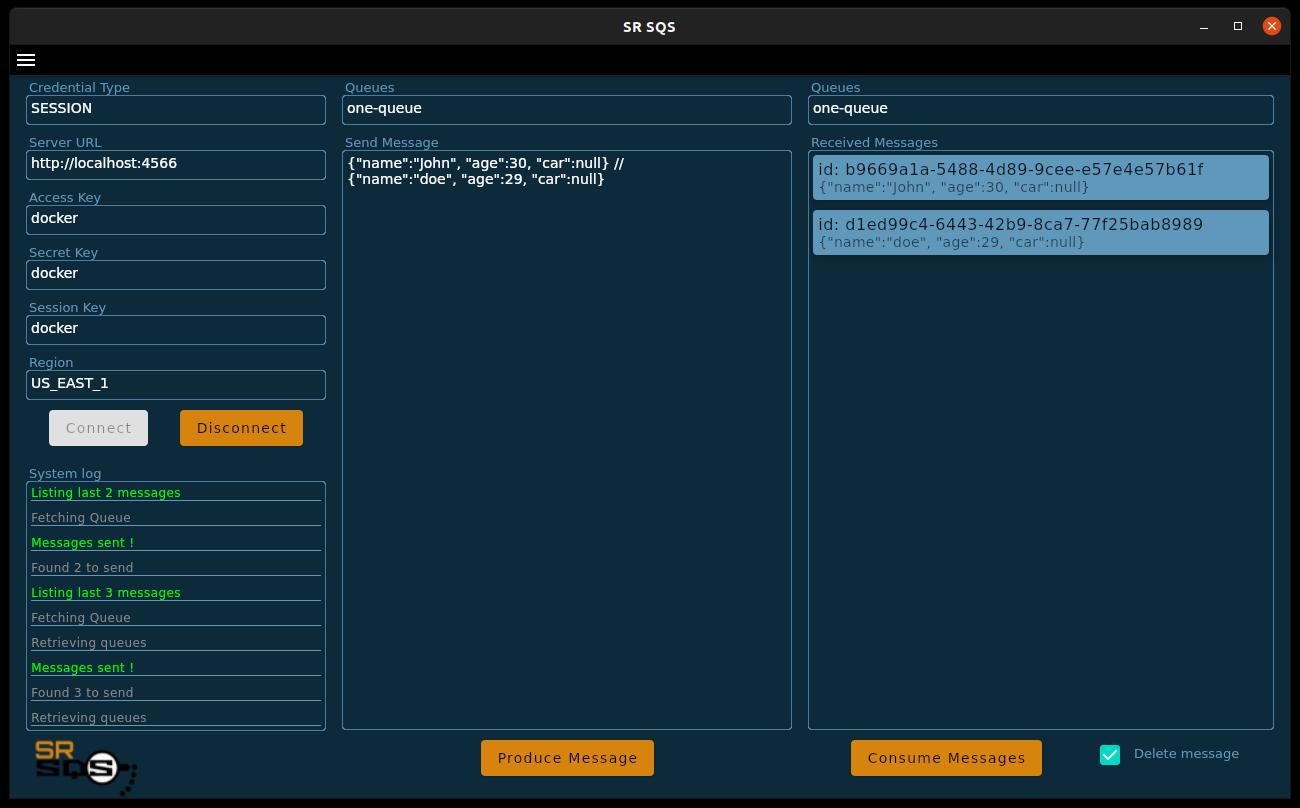 SR SQS
Credential Type
SESSION
Server URL
http://localhost:4566
Access Key
docker
Secret Key
docker
Session Key
docker
Region
US_EAST_1
Connect
Disconnect
System log
Listing last 2 messages
Fetching Queue
Messages sent !
Found 2 to send
Listing last 3 messages
Fetching Queue
Retrieving queues
Messages sent !
Found 3 to send
Retrieving queues
SR
SQS
Queues
one-queue
Send Message
{"name":"John", "age":30, "car":null} //
{"name":"doe", "age":29, "car":null}
Produce Message
Queues
one-queue
Received Messages
id: b9669a1a-5488-4d89-9cee-e57e4e57b61f
{"name":"John", "age":30, "car":null}
id: d1ed99c4-6443-42b9-8ca7-77f25bab8989
{"name":"doe", "age":29, "car":null}
Consume Messages
Delete message